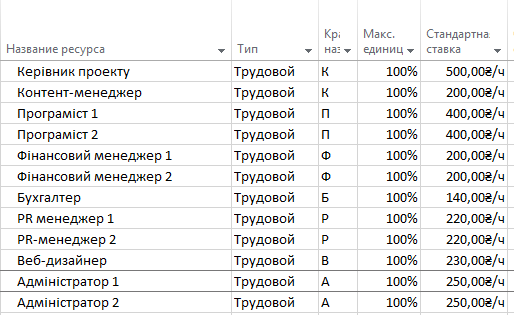 Название ресурса Тип Кра наз Макс. единиц Стандартна ставка
Керівник проекту Трудовой К 100% 500,00₴/ч
Контент-менеджер Трудовой К 100% 200,00₴/ч
Програміст 1 Трудовой П 100% 400,00₴/ч
Програміст 2 Трудовой П 100% 400,00₴/ч
Фінансовий менеджер 1 Трудовой Ф 100% 200,00₴/ч
Фінансовий менеджер 2 Трудовой Ф 100% 200,00₴/ч
Бухгалтер Трудовой Б 100% 140,00₴/ч
PR менеджер 1 Трудовой P 100% 220,00₴/ч
PR-менеджер 2 Трудовой P 100% 220,00₴/ч
Веб-дизайнер Трудовой В 100% 230,00₴/ч
Адміністратор 1 Трудовой А 100% 250,00₴/ч
Адміністратор 2 Трудовой А 100% 250,00₴/ч